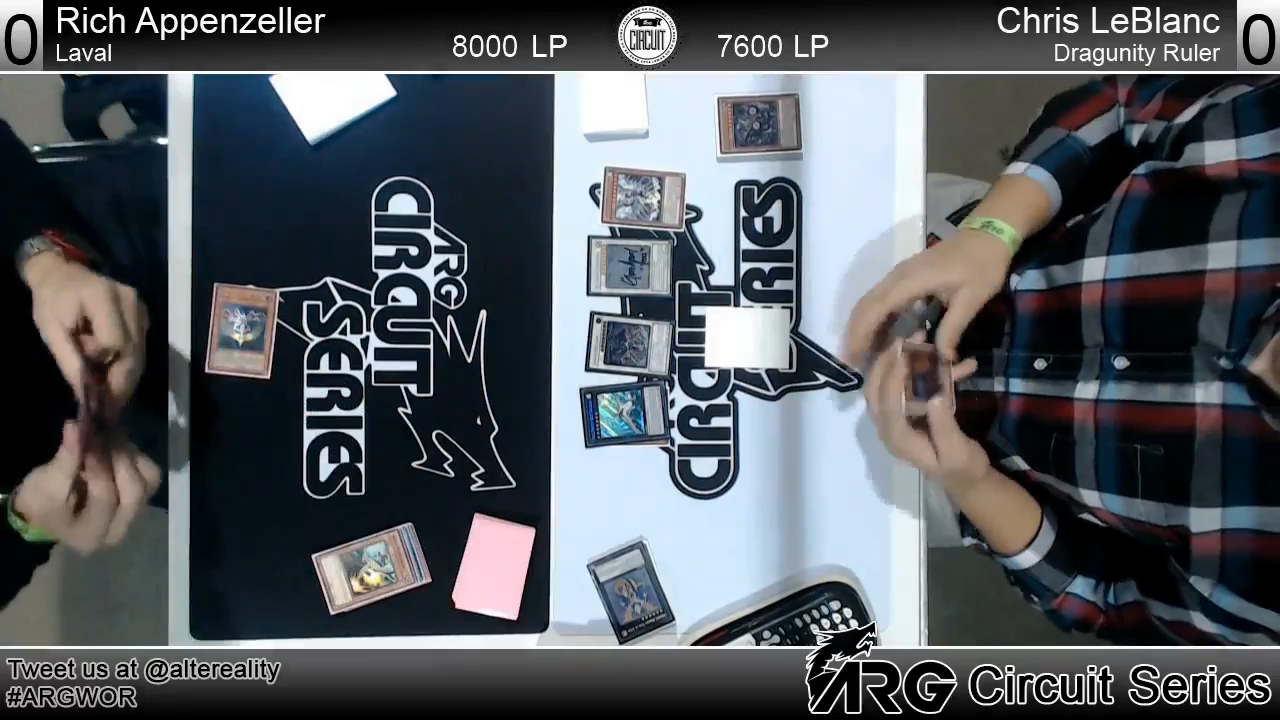 0
Rich Appenzeller
Laval
8000 LP
CIRCUIT
7600 LP
Chris LeBlanc
Dragunity Ruler
0
ARG
CIRCUIT
SERIES
CIRCUIT
SERIES
Tweet us at @altereality
#ARGWOR
ARG Circuit Series